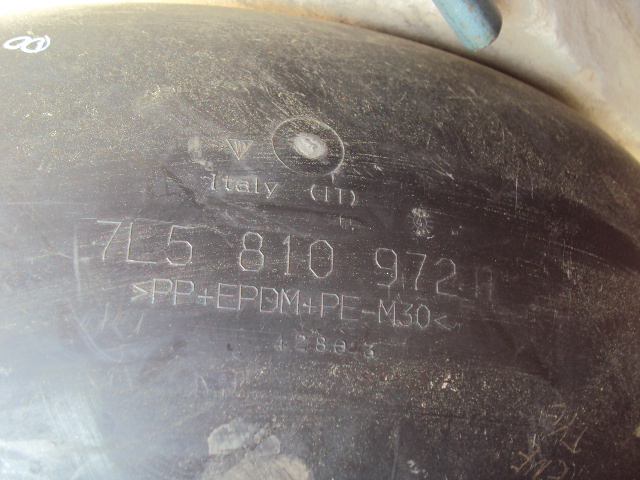 Italy (IT)
7L5 810 972
>PP+EPDM+PE-M30<